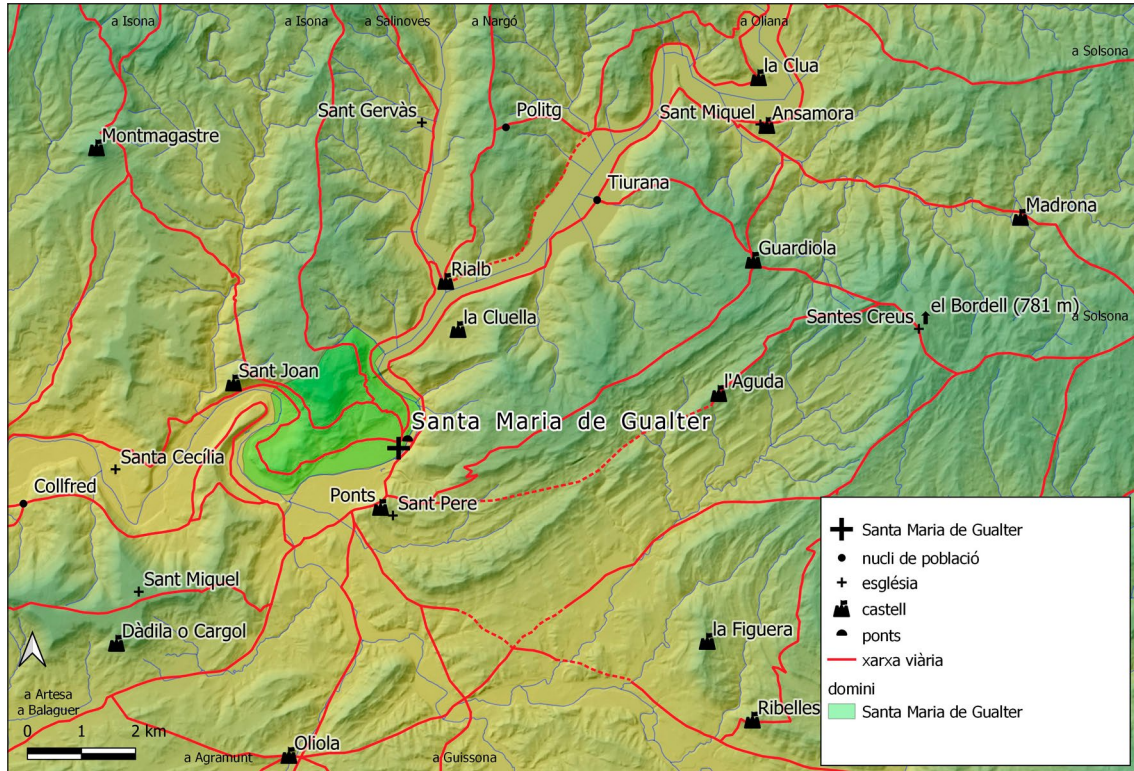 a Isona
a Isona
a Salinoves
a Nargó
a Oliana
a Solsona
la Clua
Sant Gervàs
Politg
Sant Miquel
Ansamora
Montmagastre
Tiurana
Madrona
Guardiola
Rialb
la Cluella
Santes Creus
el Bordell (781 m)
a Solsona
Sant Joan
l'Aguda
Santa Maria de Gualter
Santa Cecília
Collfred
Ponts
Sant Pere
Sant Miquel
Dàdila o Cargol
la Figuera
Ribelles
Oliola
a Artesa
a Balaguer
0 1 2 km
a Agramunt
a Guissona
Santa Maria de Gualter
nucli de població
església
castell
ponts
xarxa viària
domini
Santa Maria de Gualter